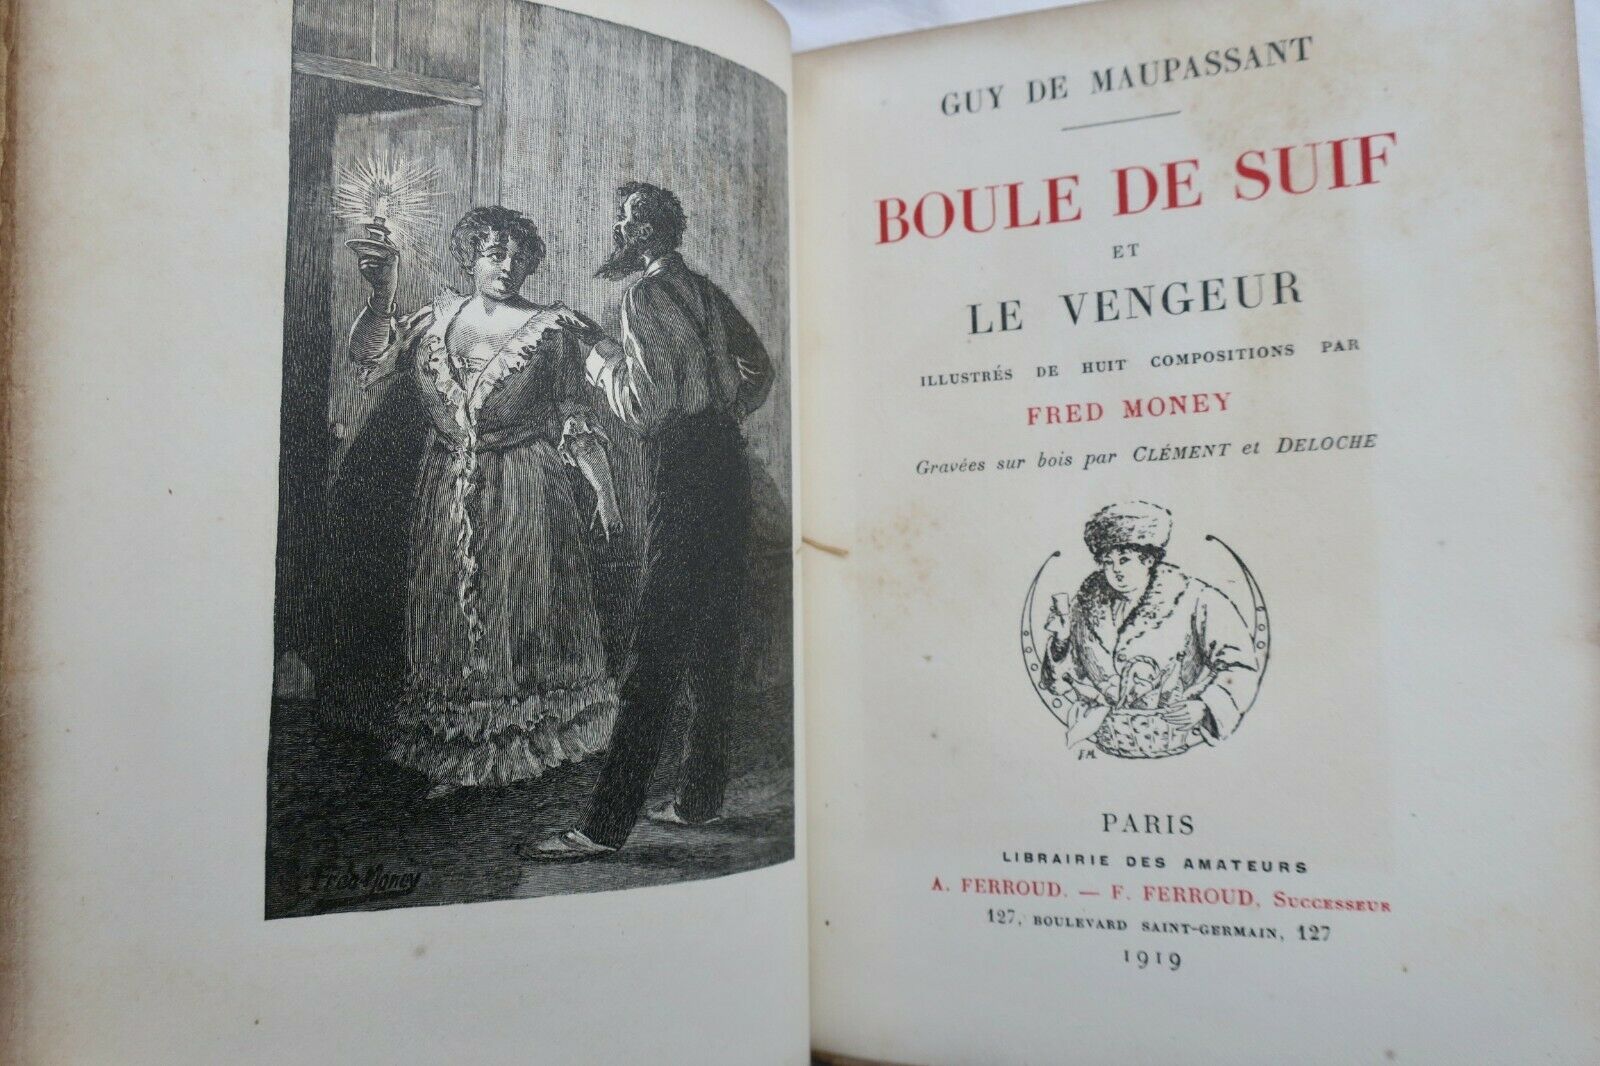 Fred Money
GUY DE MAUPASSANT
BOULE DE SUIF
ET
LE VENGEUR
ILLUSTRÉS DE HUIT COMPOSITIONS PAR
FRED MONEY
Gravées sur bois par CLÉMENT et DELOCHE
F.M.
PARIS
LIBRAIRIE DES AMATEURS
A. FERROUD. — F. FERROUD, SUCCESSEUR
127, BOULEVARD SAINT-GERMAIN, 127
1919